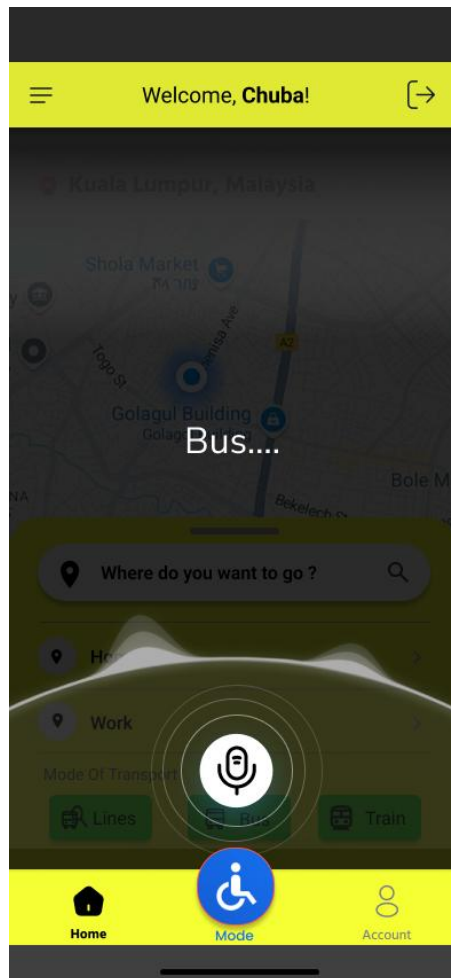 Welcome, Chuba!
Kuala Lumpur, Malaysia
Shola Market
A2
Togo St
Golagul Building
Bus....
Bole M
NA
Where do you want to go ?
Work
Mode Of Transport
Lines
Bus
Train
Home
Mode
Account